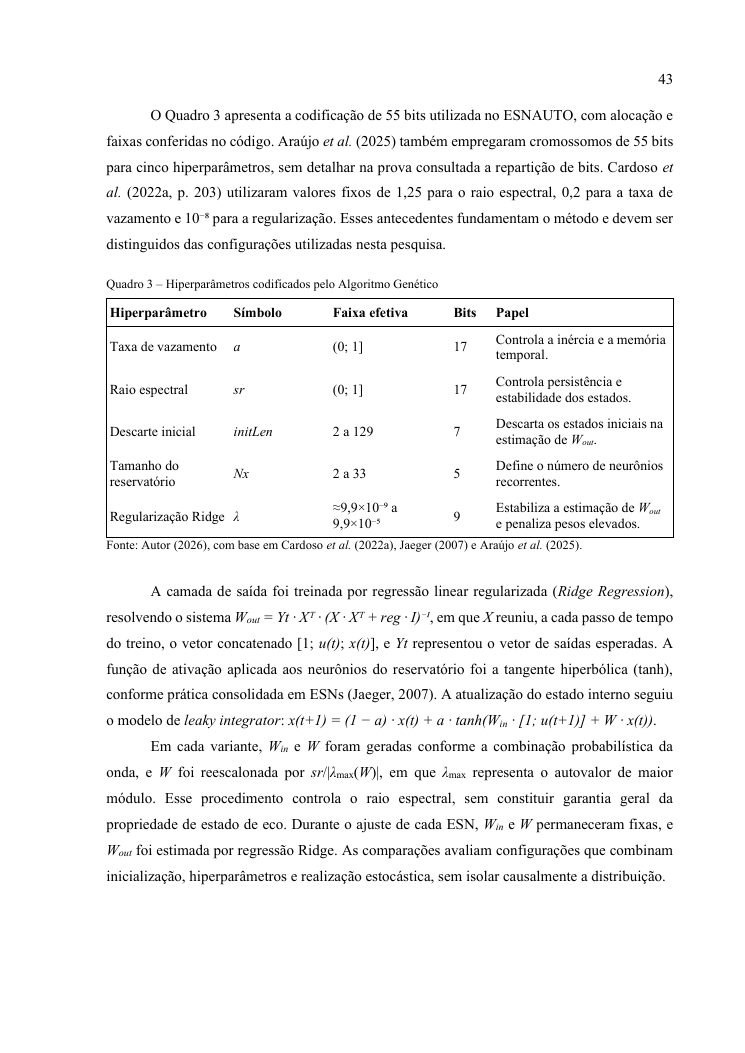 43
O Quadro 3 apresenta a codificação de 55 bits utilizada no ESNAUTO, com alocação e
faixas conferidas no código. Araújo et al. (2025) também empregaram cromossomos de 55 bits
para cinco hiperparâmetros, sem detalhar na prova consultada a repartição de bits. Cardoso et
al. (2022a, p. 203) utilizaram valores fixos de 1,25 para o raio espectral, 0,2 para a taxa de
vazamento e 10⁻⁸ para a regularização. Esses antecedentes fundamentam o método e devem ser
distinguidos das configurações utilizadas nesta pesquisa.
Quadro 3 – Hiperparâmetros codificados pelo Algoritmo Genético
Hiperparâmetro Símbolo Faixa efetiva Bits Papel
Taxa de vazamento a (0; 1] 17 Controla a inércia e a memória
temporal.
Raio espectral sr (0; 1] 17 Controla persistência e
estabilidade dos estados.
Descarte inicial initLen 2 a 129 7 Descarta os estados iniciais na
estimação de Wout.
Tamanho do
reservatório Nx 2 a 33 5 Define o número de neurônios
recorrentes.
Regularização Ridge λ ≈9,9×10⁻⁹ a
9,9×10⁻⁵ 9 Estabiliza a estimação de Wout
e penaliza pesos elevados.
Fonte: Autor (2026), com base em Cardoso et al. (2022a), Jaeger (2007) e Araújo et al. (2025).
A camada de saída foi treinada por regressão linear regularizada (Ridge Regression),
resolvendo o sistema Wout = Yt · Xᵀ · (X · Xᵀ + reg · I)⁻¹, em que X reuniu, a cada passo de tempo
do treino, o vetor concatenado [1; u(t); x(t)], e Yt representou o vetor de saídas esperadas. A
função de ativação aplicada aos neurônios do reservatório foi a tangente hiperbólica (tanh),
conforme prática consolidada em ESNs (Jaeger, 2007). A atualização do estado interno seguiu
o modelo de leaky integrator: x(t+1) = (1 − a) · x(t) + a · tanh(Win · [1; u(t+1)] + W · x(t)).
Em cada variante, Win e W foram geradas conforme a combinação probabilística da
onda, e W foi reescalonada por sr/|λmax(W)|, em que λmax representa o autovalor de maior
módulo. Esse procedimento controla o raio espectral, sem constituir garantia geral da
propriedade de estado de eco. Durante o ajuste de cada ESN, Win e W permaneceram fixas, e
Wout foi estimada por regressão Ridge. As comparações avaliam configurações que combinam
inicialização, hiperparâmetros e realização estocástica, sem isolar causalmente a distribuição.